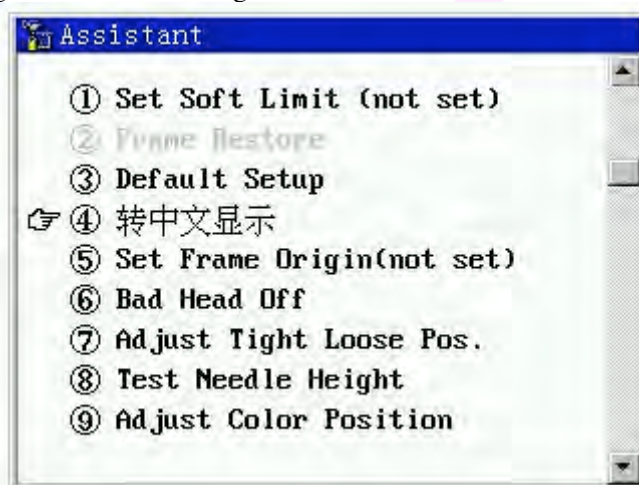 Assistant
① Set Soft Limit (not set)
② Frame Restore
③ Default Setup
④ 转中文显示
⑤ Set Frame Origin(not set)
⑥ Bad Head Off
⑦ Adjust Tight Loose Pos.
⑧ Test Needle Height
⑨ Adjust Color Position